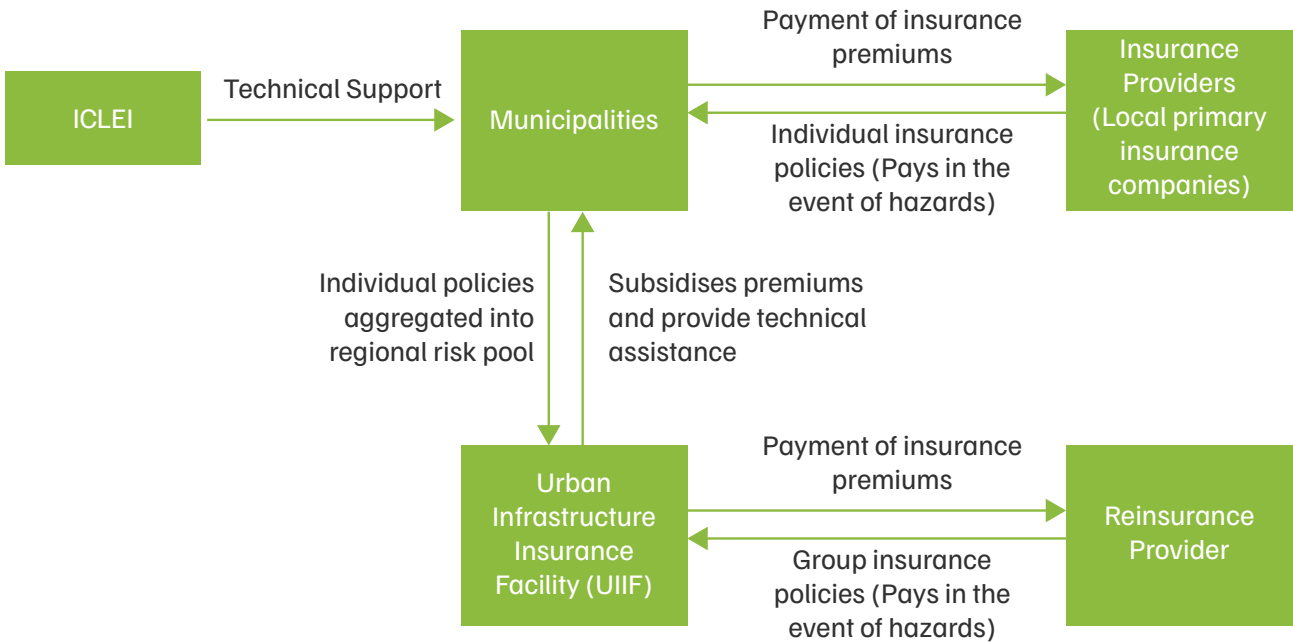 ICLEI
Technical Support
Municipalities
Payment of insurance
premiums
Individual insurance
policies (Pays in the
event of hazards)
Insurance
Providers
(Local primary
insurance
companies)
Individual policies
aggregated into
regional risk pool
Subsidises premiums
and provide technical
assistance
Urban
Infrastructure
Insurance
Facility (UIIF)
Payment of insurance
premiums
Group insurance
policies (Pays in the
event of hazards)
Reinsurance
Provider